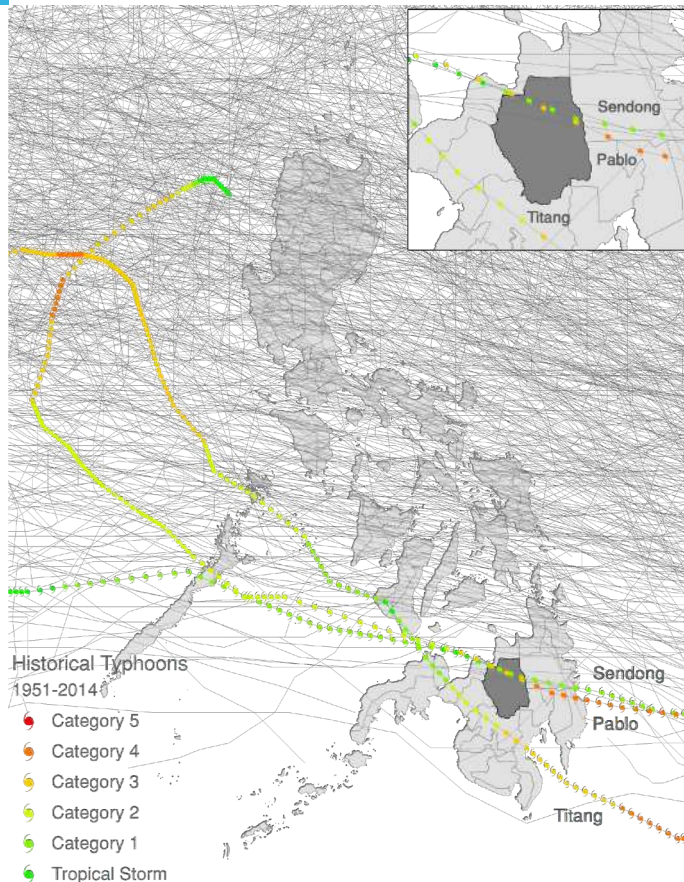 Sendong
Pablo
Titang
Historical Typhoons
1951-2014
Category 5
Category 4
Category 3
Category 2
Category 1
Tropical Storm
Sendong
Pablo
Titang